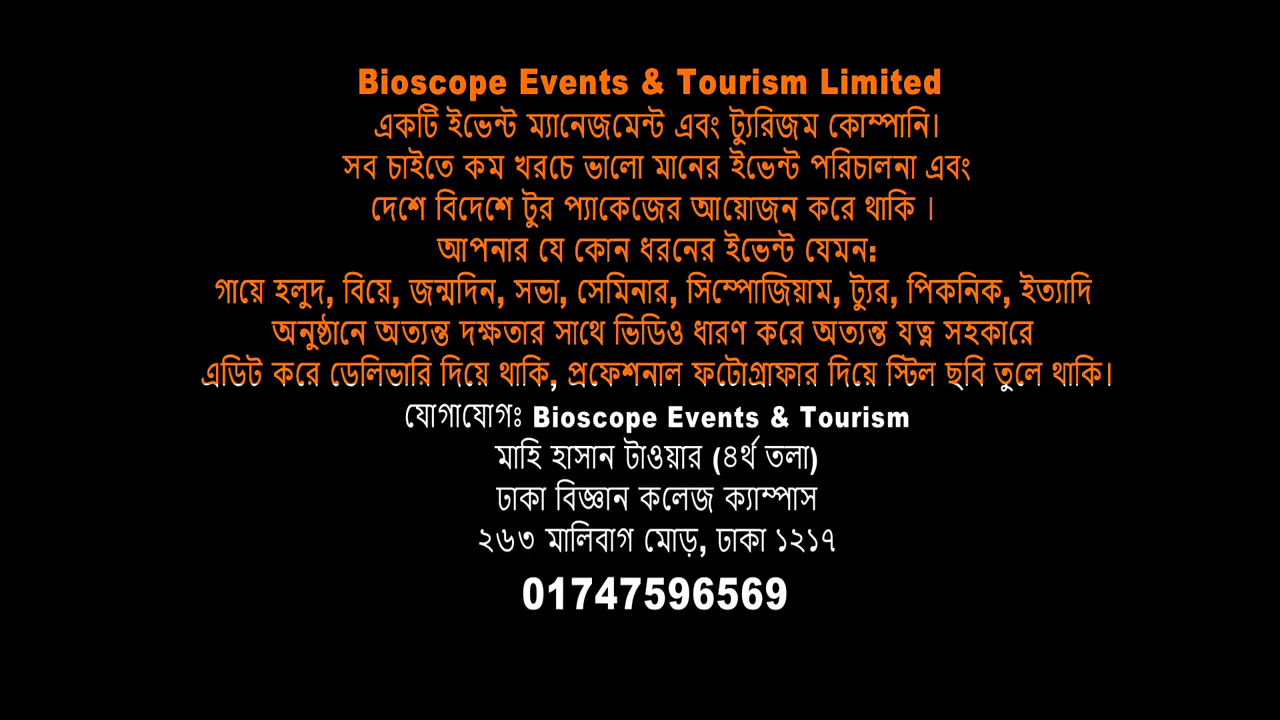 Bioscope Events & Tourism Limited
একটি ইভেন্ট ম্যানেজমেন্ট এবং ট্যুরিজম কোম্পানি।
সব চাইতে কম খরচে ভালো মানের ইভেন্ট পরিচালনা এবং
দেশে বিদেশে টুর প্যাকেজের আয়োজন করে থাকি ।
আপনার যে কোন ধরনের ইভেন্ট যেমন:
গায়ে হলুদ, বিয়ে, জন্মদিন, সভা, সেমিনার, সিম্পোজিয়াম, ট্যুর, পিকনিক, ইত্যাদি
অনুষ্ঠানে অত্যন্ত দক্ষতার সাথে ভিডিও ধারণ করে অত্যন্ত যত্ন সহকারে
এডিট করে ডেলিভারি দিয়ে থাকি, প্রফেশনাল ফটোগ্রাফার দিয়ে স্টিল ছবি তুলে থাকি।
যোগাযোগঃ Bioscope Events & Tourism
মাহি হাসান টাওয়ার (৪র্থ তলা)
ঢাকা বিজ্ঞান কলেজ ক্যাম্পাস
২৬৩ মালিবাগ মোড়, ঢাকা ১২১৭
01747596569